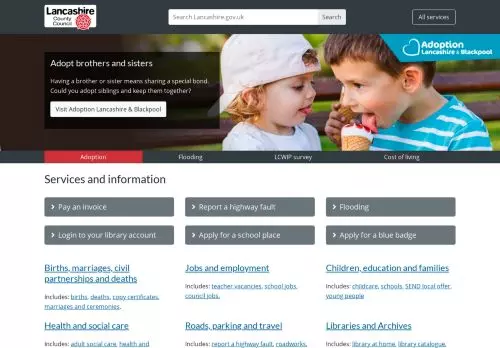 Lancashire
County
Council
Search Lancashire.gov.uk
All services
Adopt brothers and sisters
Having a brother or sister means sharing a special bond.
Could you adopt siblings and keep them together?
Visit Adoption Lancashire & Blackpool
Adoption
Lancashire & Blackpool
Adoption
Flooding
LCWIP survey
Cost of living
Services and information
Pay an invoice
Report a highway fault
Flooding
Login to your library account
Apply for a school place
Apply for a blue badge
Births, marriages, civil
partnerships and deaths
Includes: births, deaths, copy certificates,
marriages and ceremonies.
Jobs and employment
Includes: teacher vacancies, school jobs,
council jobs.
Children, education and families
Includes: childcare, schools, SEND local offer,
young people
Health and social care
Includes: adult social care, health and
Roads, parking and travel
Includes: report a highway fault, roadworks,
Libraries and Archives
Includes: library at home, library catalogue,